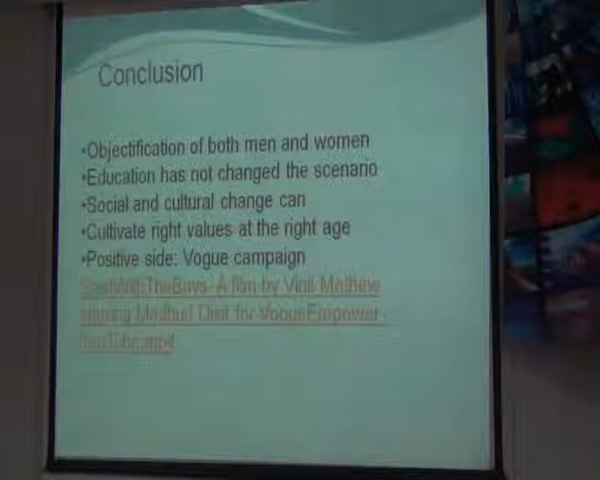 Conclusion
•Objectification of both men and women
•Education has not changed the scenario
•Social and cultural change can
•Cultivate right values at the right age
•Positive side: Vogue campaign
StartWithTheBoys- A film by Vinil Mathew
starring Madhuri Dixit for VogueEmpower -
YouTube.mp4